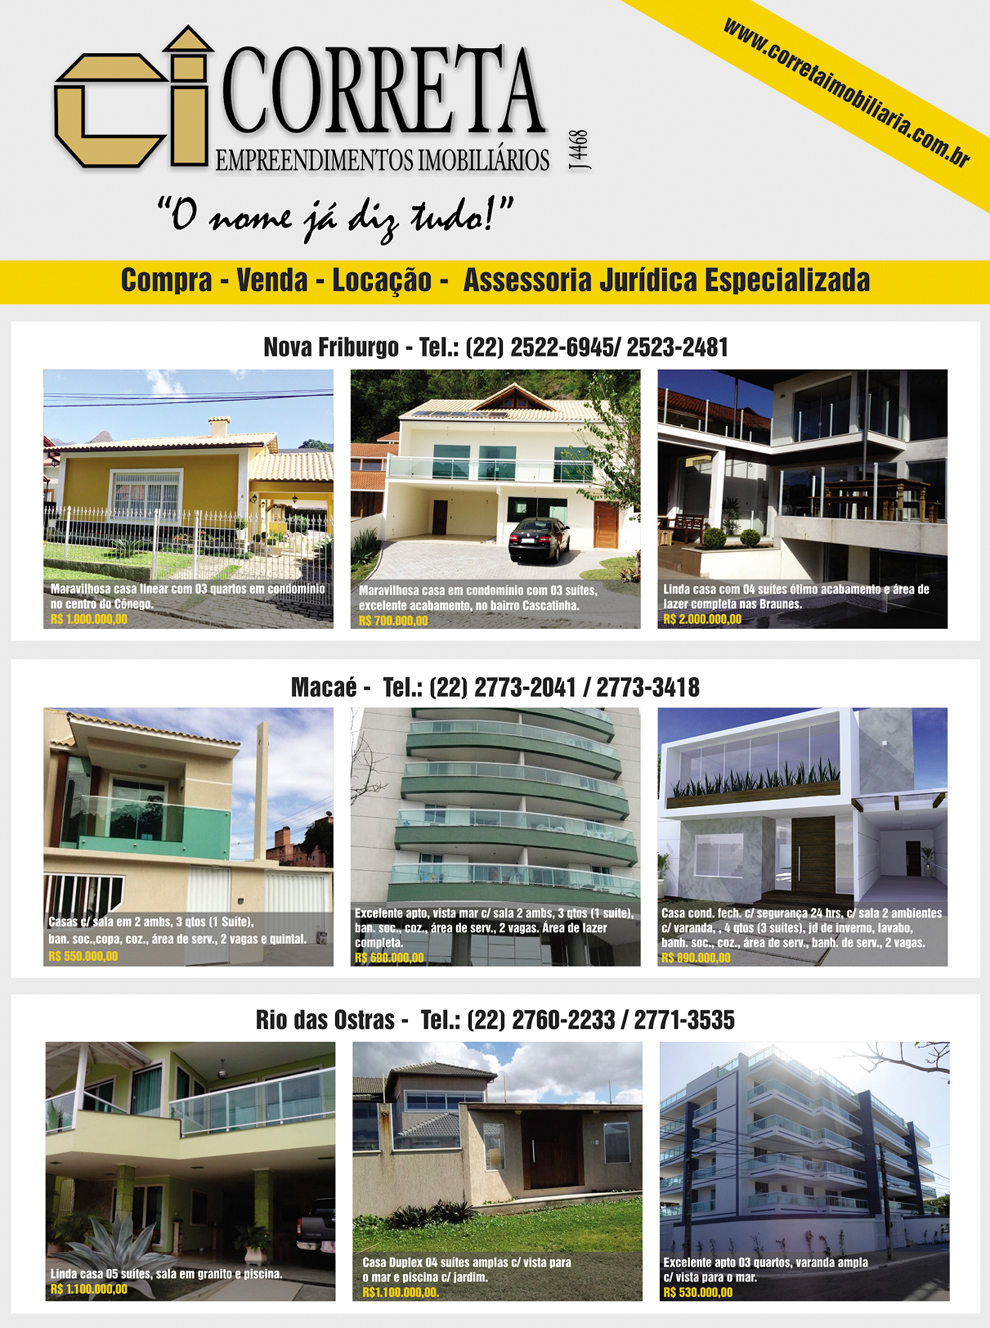 www.corretaimobiliaria.com.br
CORRETA
EMPREENDIMENTOS IMOBILIÁRIOS
J 4468
“O nome já diz tudo!”
Compra - Venda - Locação - Assessoria Jurídica Especializada
Nova Friburgo - Tel.: (22) 2522-6945/ 2523-2481
Maravilhosa casa linear com 03 quartos em condomínio
no centro do Cônego.
R$ 1.000.000,00
Maravilhosa casa em condomínio com 03 suítes,
excelente acabamento, no bairro Cascatinha.
R$ 700.000,00
Linda casa com 04 suítes ótimo acabamento e área de
lazer completa nas Braunes.
R$ 2.000.000,00
Macaé - Tel.: (22) 2773-2041 / 2773-3418
Casas c/ sala em 2 ambs, 3 qtos (1 Suíte),
ban. soc.,copa, coz., área de serv., 2 vagas e quintal.
R$ 550.000,00
Excelente apto, vista mar c/ sala 2 ambs, 3 qtos (1 suíte),
ban. soc., coz., área de serv., 2 vagas. Área de lazer
completa.
R$ 690.000,00
Casa cond. fech. c/ segurança 24 hrs, c/ sala 2 ambientes
c/ varanda, , 4 qtos (3 suítes), jd de inverno, lavabo,
banh. soc., coz., área de serv., banh. de serv., 2 vagas.
R$ 890.000,00
Rio das Ostras - Tel.: (22) 2760-2233 / 2771-3535
Linda casa 05 suítes, sala em granito e piscina.
R$ 1.100.000,00
Casa Duplex 04 suítes amplas c/ vista para
o mar e piscina c/ jardim.
R$1.100.000,00.
Excelente apto 03 quartos, varanda ampla
c/ vista para o mar.
R$ 530.000,00